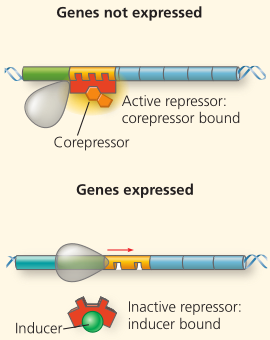 Genes not expressed
Active repressor:
corepressor bound
Corepressor
Genes expressed
Inactive repressor:
inducer bound
Inducer